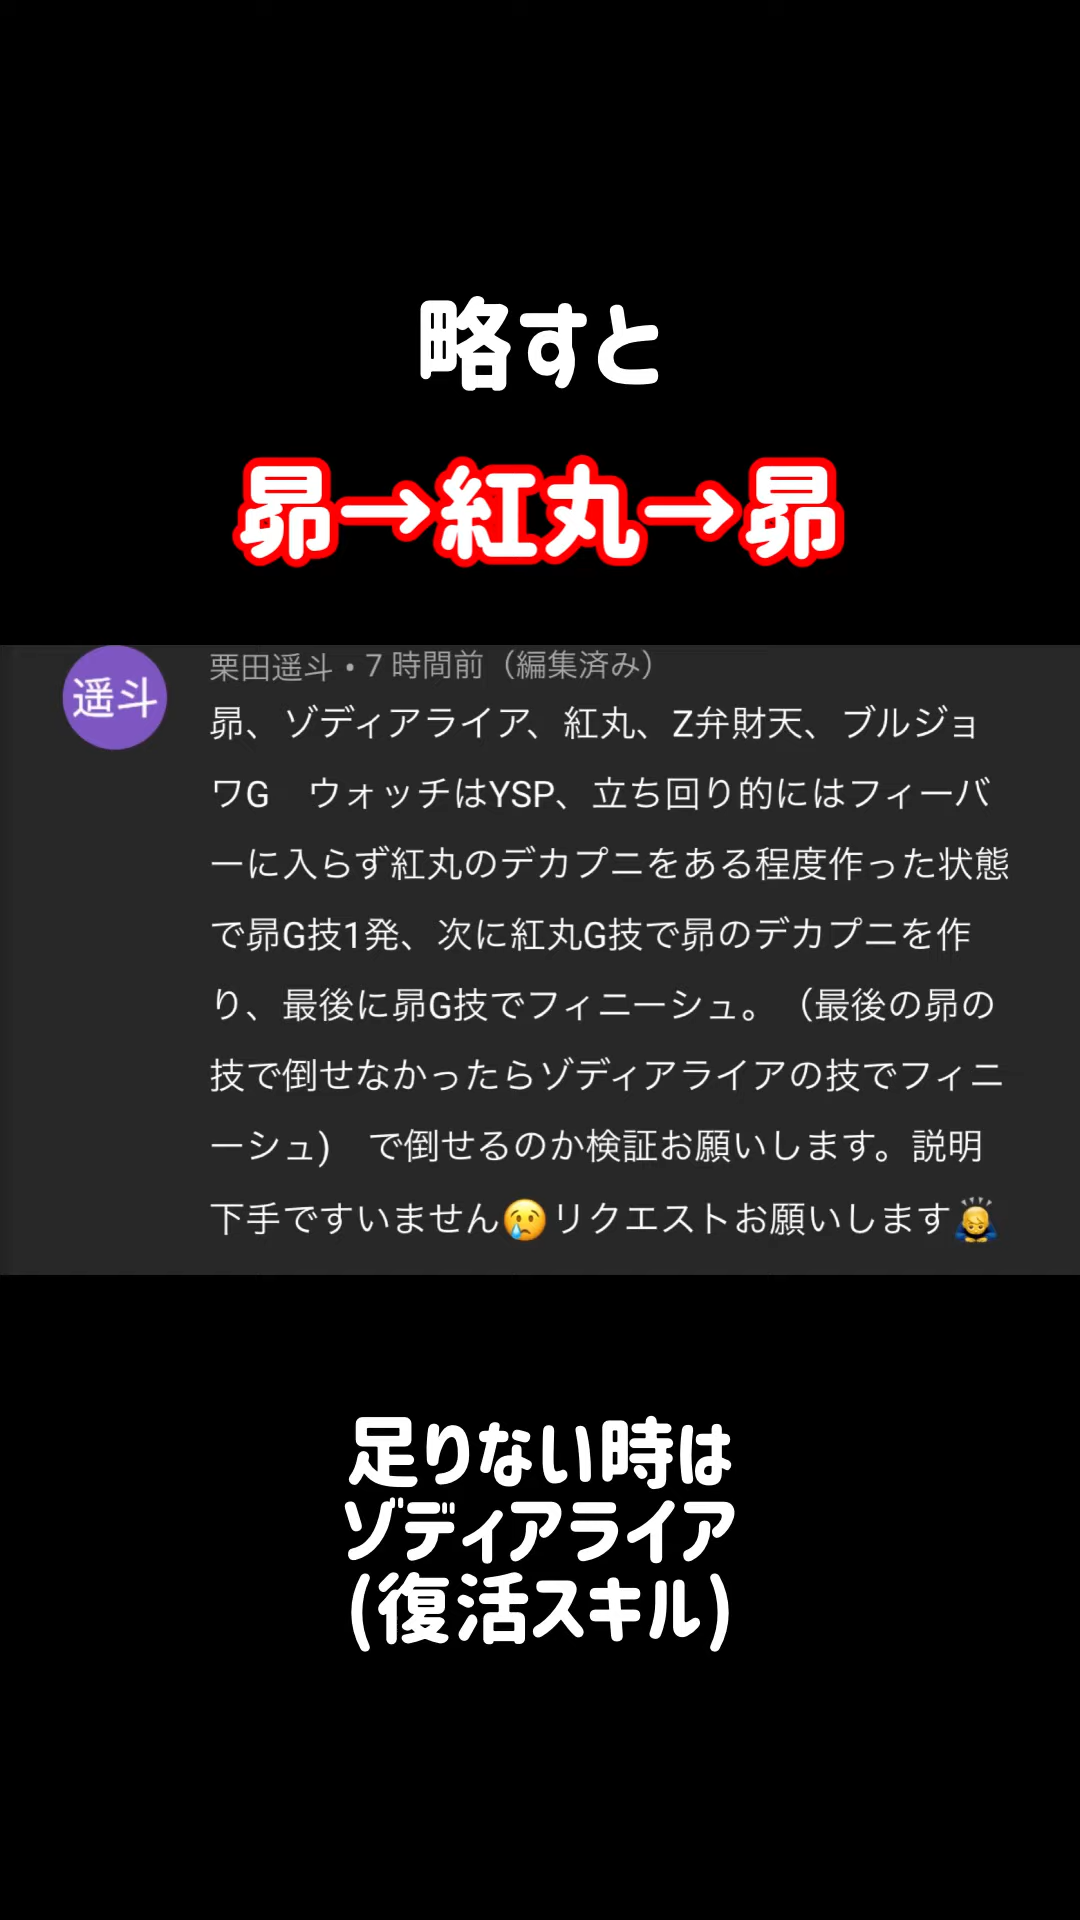 略すと
昴→紅丸→昴
遥斗
栗田遥斗・7 時間前（編集済み）
昴、ゾディアライア、紅丸、Z弁財天、ブルジョ
ワG　ウォッチはYSP、立ち回り的にはフィーバ
ーに入らず紅丸のデカプニをある程度作った状態
で昴G技1発、次に紅丸G技で昴のデカプニを作
り、最後に昴G技でフィニーシュ。（最後の昴の
技で倒せなかったらゾディアライアの技でフィニ
ーシュ)　で倒せるのか検証お願いします。説明
下手ですいません😢リクエストお願いします🙇
足りない時は
ゾディアライア
(復活スキル)